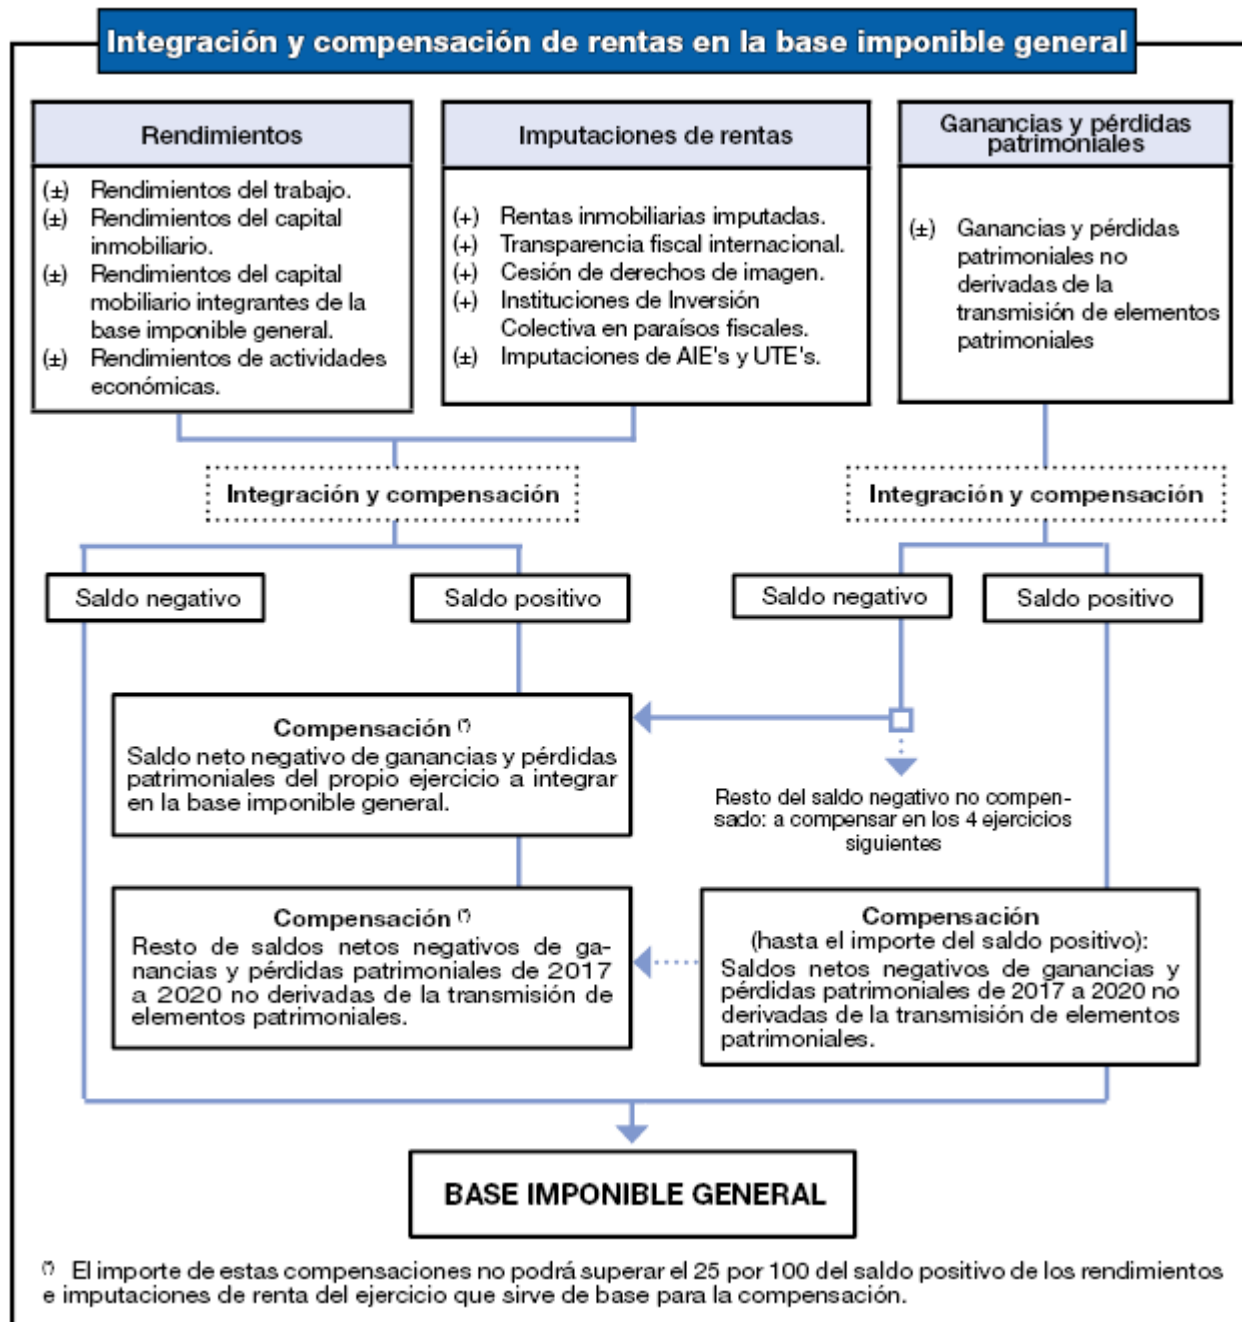 Integración y compensación de rentas en la base imponible general
Rendimientos
(±) Rendimientos del trabajo.
(±) Rendimientos del capital
inmobiliario.
(±) Rendimientos del capital
mobiliario integrantes de la
base imponible general.
(±) Rendimientos de actividades
económicas.
Imputaciones de rentas
(+) Rentas inmobiliarias imputadas.
(+) Transparencia fiscal internacional.
(+) Cesión de derechos de imagen.
(+) Instituciones de Inversión
Colectiva en paraísos fiscales.
(±) Imputaciones de AIE's y UTE's.
Ganancias y pérdidas
patrimoniales
(±) Ganancias y pérdidas
patrimoniales no
derivadas de la
transmisión de elementos
patrimoniales
Integración y compensación
Integración y compensación
Saldo negativo
Saldo positivo
Saldo negativo
Saldo positivo
Compensación (*)
Saldo neto negativo de ganancias y pérdidas
patrimoniales del propio ejercicio a integrar
en la base imponible general.
Resto del saldo negativo no compen-
sado: a compensar en los 4 ejercicios
siguientes
Compensación (*)
Resto de saldos netos negativos de ga-
nancias y pérdidas patrimoniales de 2017
a 2020 no derivadas de la transmisión de
elementos patrimoniales.
Compensación
(hasta el importe del saldo positivo):
Saldos netos negativos de ganancias y
pérdidas patrimoniales de 2017 a 2020 no
derivadas de la transmisión de elementos
patrimoniales.
BASE IMPONIBLE GENERAL
(*) El importe de estas compensaciones no podrá superar el 25 por 100 del saldo positivo de los rendimientos
e imputaciones de renta del ejercicio que sirve de base para la compensación.